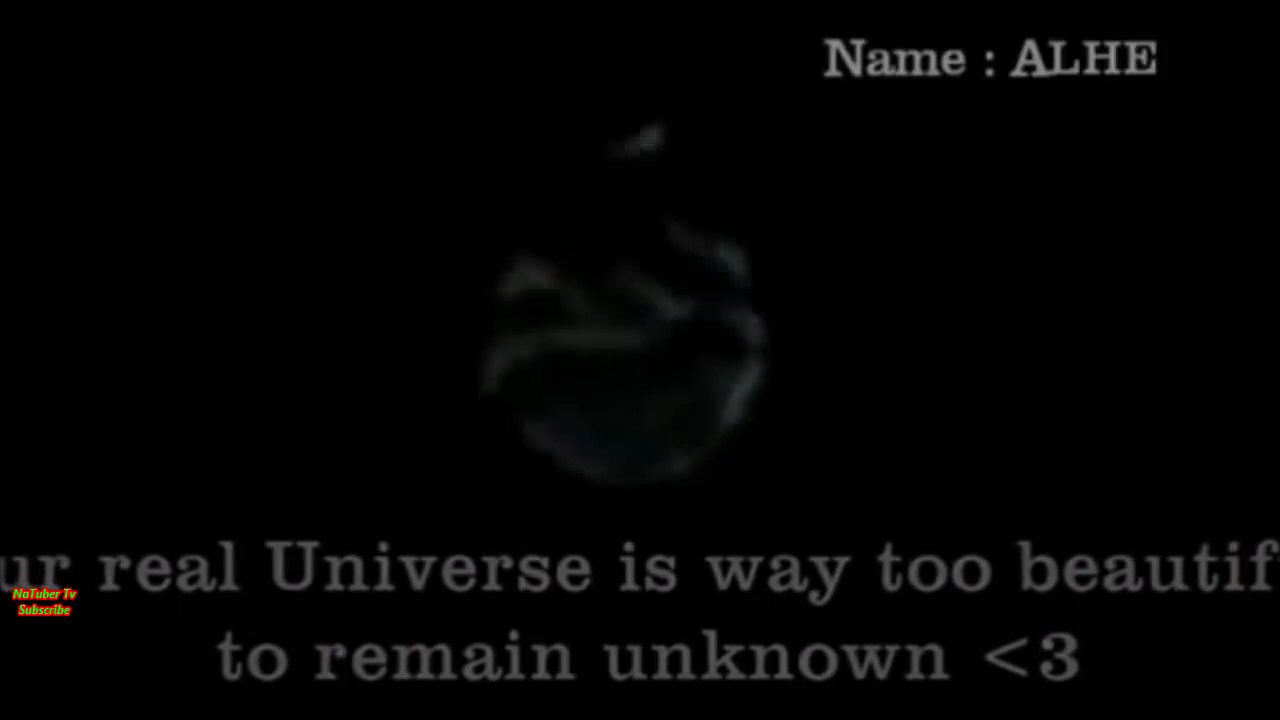 Name : ALHE
ur real Universe is way too beautif
to remain unknown <3
NaTuber Tv
Subscribe